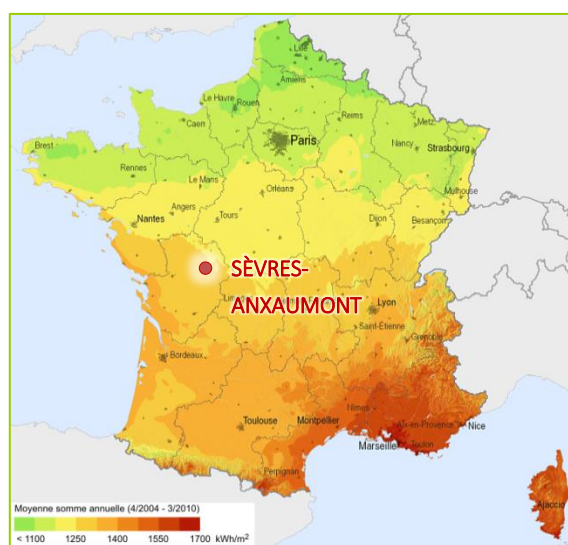 Lille
Amiens
Le Havre
Rouen
Caen
Reims
Metz
Paris
Brest
Nancy
Strasbourg
Rennes
Le Mans
Orléans
Mulhouse
Angers
Nantes
Tours
Dijon
Besançon
SÈVRES-
ANXAUMONT
Lyon
Saint-Étienne
Grenoble
Bordeaux
Nîmes
Toulouse
Montpellier
Aix-en-Provence
Nice
Marseille
Toulon
Perpignan
Ajaccio
Moyenne somme annuelle (4/2004 - 3/2010)
< 1100 1250 1400 1550 1700 kWh/m²